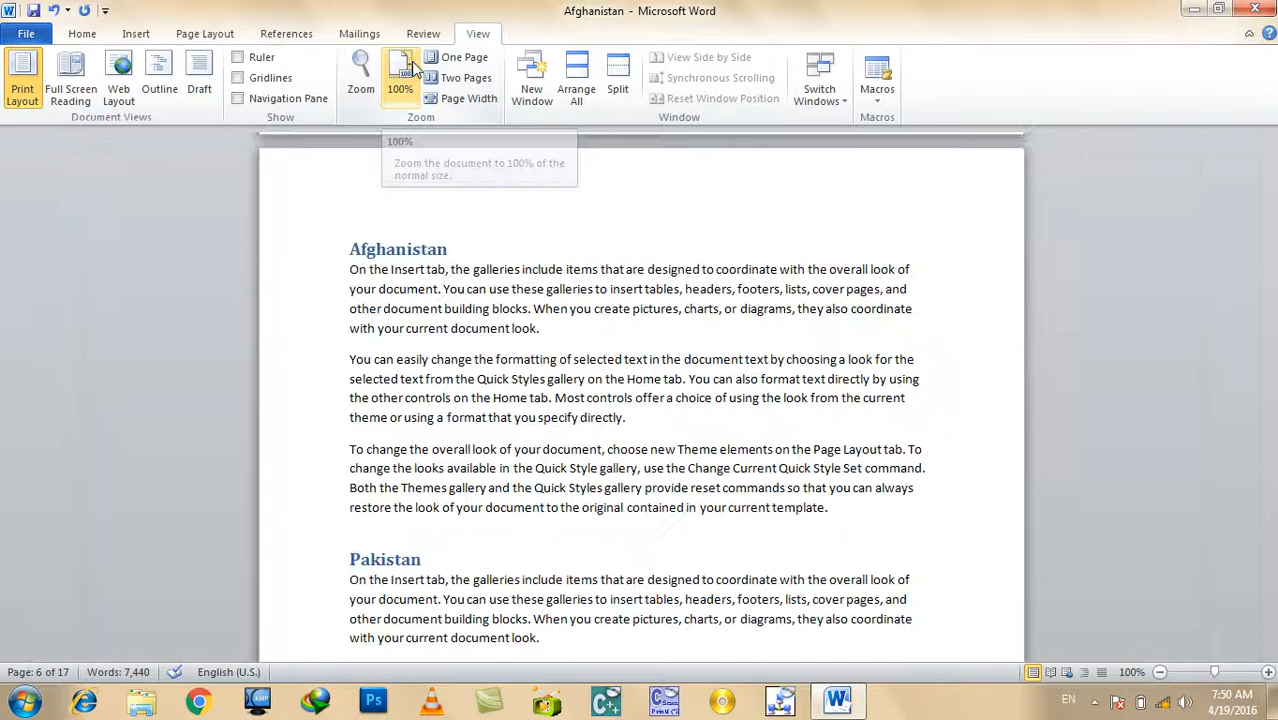 Afghanistan - Microsoft Word
File Home Insert Page Layout References Mailings Review View
Ruler One Page View Side by Side
Gridlines Two Pages Synchronous Scrolling
Navigation Pane Page Width Reset Window Position
Print Layout Full Screen Reading Web Layout Outline Draft Zoom 100% New Window Arrange All Split Switch Windows Macros
Document Views Show Zoom Window Macros
100%
Zoom the document to 100% of the
normal size.
Afghanistan
On the Insert tab, the galleries include items that are designed to coordinate with the overall look of
your document. You can use these galleries to insert tables, headers, footers, lists, cover pages, and
other document building blocks. When you create pictures, charts, or diagrams, they also coordinate
with your current document look.
You can easily change the formatting of selected text in the document text by choosing a look for the
selected text from the Quick Styles gallery on the Home tab. You can also format text directly by using
the other controls on the Home tab. Most controls offer a choice of using the look from the current
theme or using a format that you specify directly.
To change the overall look of your document, choose new Theme elements on the Page Layout tab. To
change the looks available in the Quick Style gallery, use the Change Current Quick Style Set command.
Both the Themes gallery and the Quick Styles gallery provide reset commands so that you can always
restore the look of your document to the original contained in your current template.
Pakistan
On the Insert tab, the galleries include items that are designed to coordinate with the overall look of
your document. You can use these galleries to insert tables, headers, footers, lists, cover pages, and
other document building blocks. When you create pictures, charts, or diagrams, they also coordinate
with your current document look.
Page: 6 of 17 Words: 7,440 English (U.S.) 100%
Ps C++ W EN 7:50 AM
4/19/2016